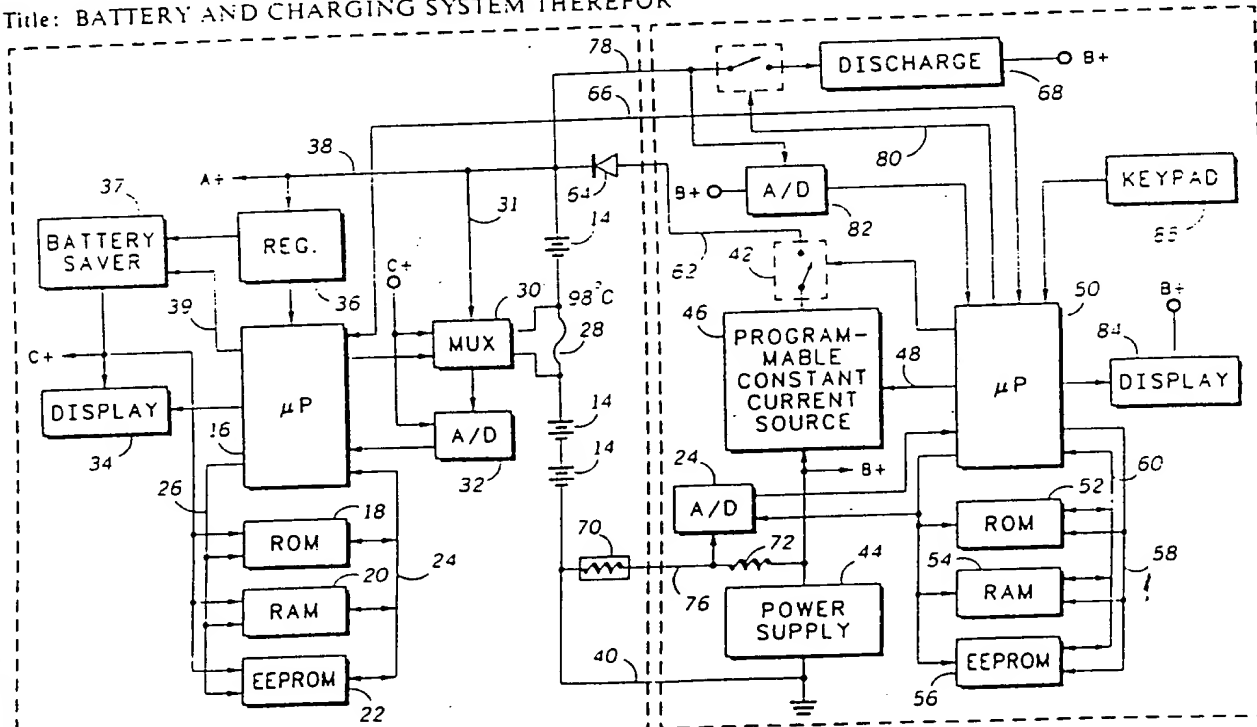 Title: BATTERY AND CHARGING SYSTEM THEREFOR
78
DISCHARGE
B+
68
66
38
80
37
A+
64
B+
A/D
82
KEYPAD
31
14
BATTERY
SAVER
REG.
C+
62
42
36
30
98°C
46
50
B+
39
MUX
28
PROGRAM-
MABLE
CONSTANT
CURRENT
SOURCE
48
84
C+
μP
μP
DISPLAY
DISPLAY
14
16
A/D
34
32
14
24
B+
60
26
A/D
52
18
ROM
ROM
70
72
44
54
58
20
24
RAM
RAM
76
POWER
SUPPLY
40
EEPROM
EEPROM
22
56